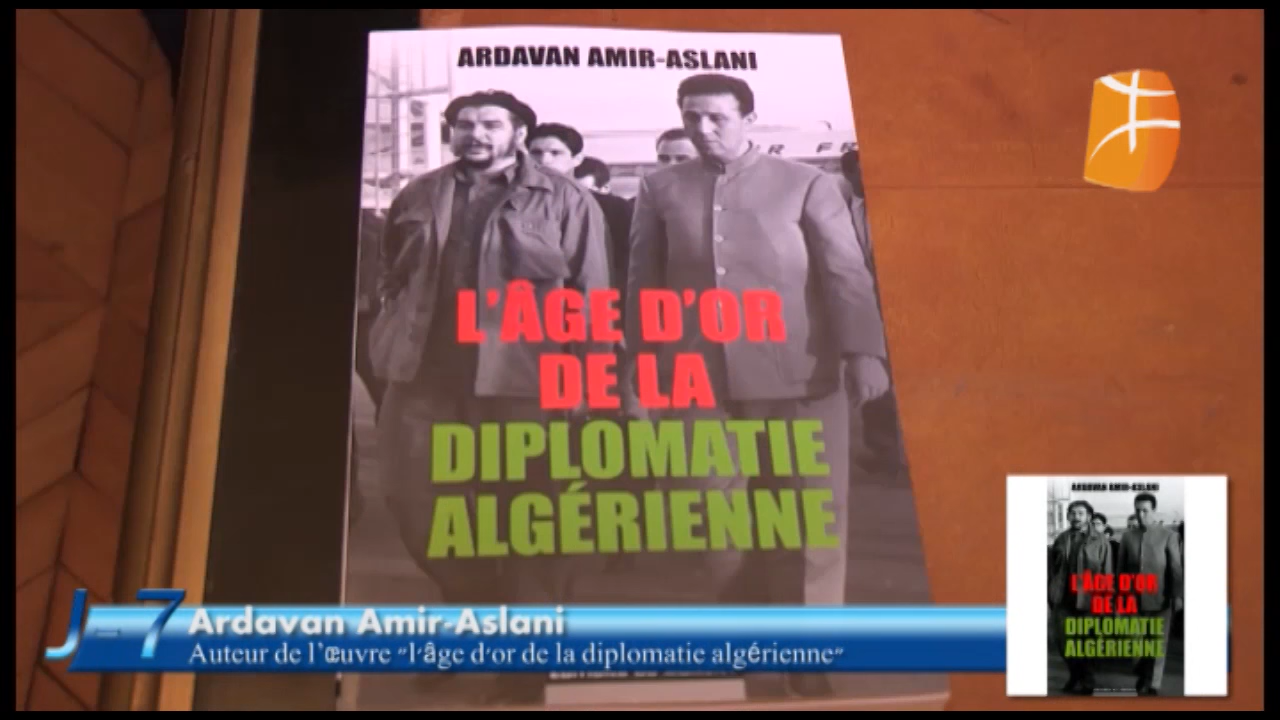 ARDAVAN AMIR-ASLANI
L'ÂGE D'OR
DE LA
DIPLOMATIE
ALGÉRIENNE
J-7
Ardavan Amir-Aslani
Auteur de l'œuvre "l'âge d'or de la diplomatie algérienne"
ARDAVAN AMIR-ASLANI
L'ÂGE D'OR
DE LA
DIPLOMATIE
ALGÉRIENNE